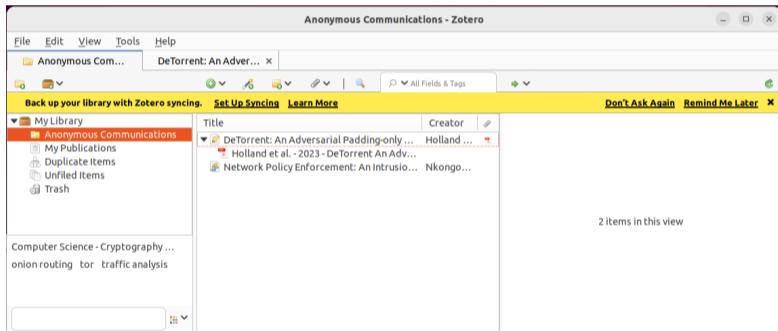 Anonymous Communications - Zotero
File Edit View Tools Help
Anonymous Com... DeTorrent: An Adver... ×
All Fields & Tags
Back up your library with Zotero syncing. Set Up Syncing Learn More Don't Ask Again Remind Me Later ×
My Library
Anonymous Communications
My Publications
Duplicate Items
Unfiled Items
Trash
Title Creator
DeTorrent: An Adversarial Padding-only ... Holland ...
Holland et al. - 2023 - DeTorrent An Adv...
Network Policy Enforcement: An Intrusio... Nkongo...
2 items in this view
Computer Science - Cryptography ...
onion routing tor traffic analysis